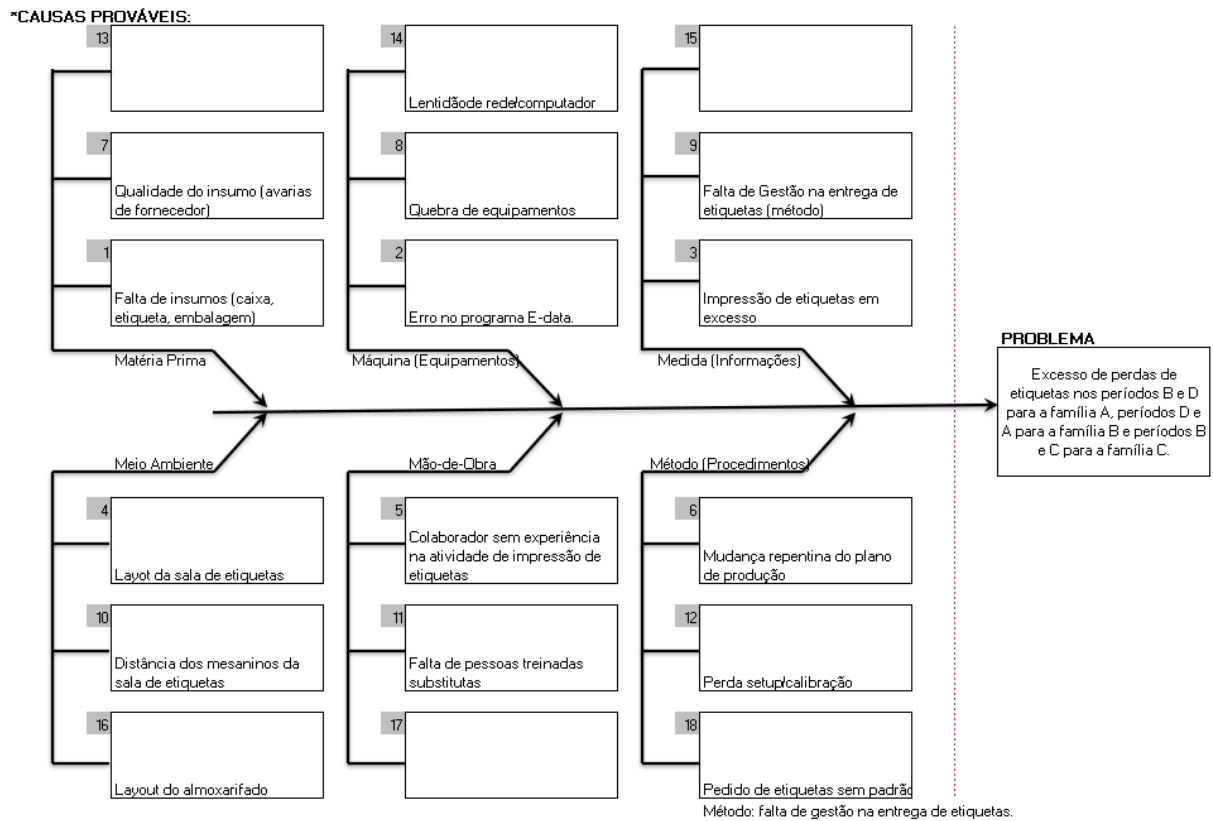 *CAUSAS PROVÁVEIS:
13
14
15
Lentidãode rede/computador
7
8
9
Qualidade do insumo (avarias
de fornecedor)
Quebra de equipamentos
Falta de Gestão na entrega de
etiquetas (método)
1
2
3
Falta de insumos (caixa,
etiqueta, embalagem)
Erro no programa E-data.
Impressão de etiquetas em
excesso
Matéria Prima
Máquina (Equipamentos)
Medida (Informações)
PROBLEMA
Excesso de perdas de
etiquetas nos períodos B e D
para a família A, períodos D e
A para a família B e períodos B
e C para a família C.
Meio Ambiente
Mão-de-Obra
Método (Procedimentos)
4
5
6
Layot da sala de etiquetas
Colaborador sem experiência
na atividade de impressão de
etiquetas
Mudança repentina do plano
de produção
10
11
12
Distância dos mesaninos da
sala de etiquetas
Falta de pessoas treinadas
substitutas
Perda setup/calibração
16
17
18
Layout do almoxarifado
Pedido de etiquetas sem padrão
Método: falta de gestão na entrega de etiquetas.